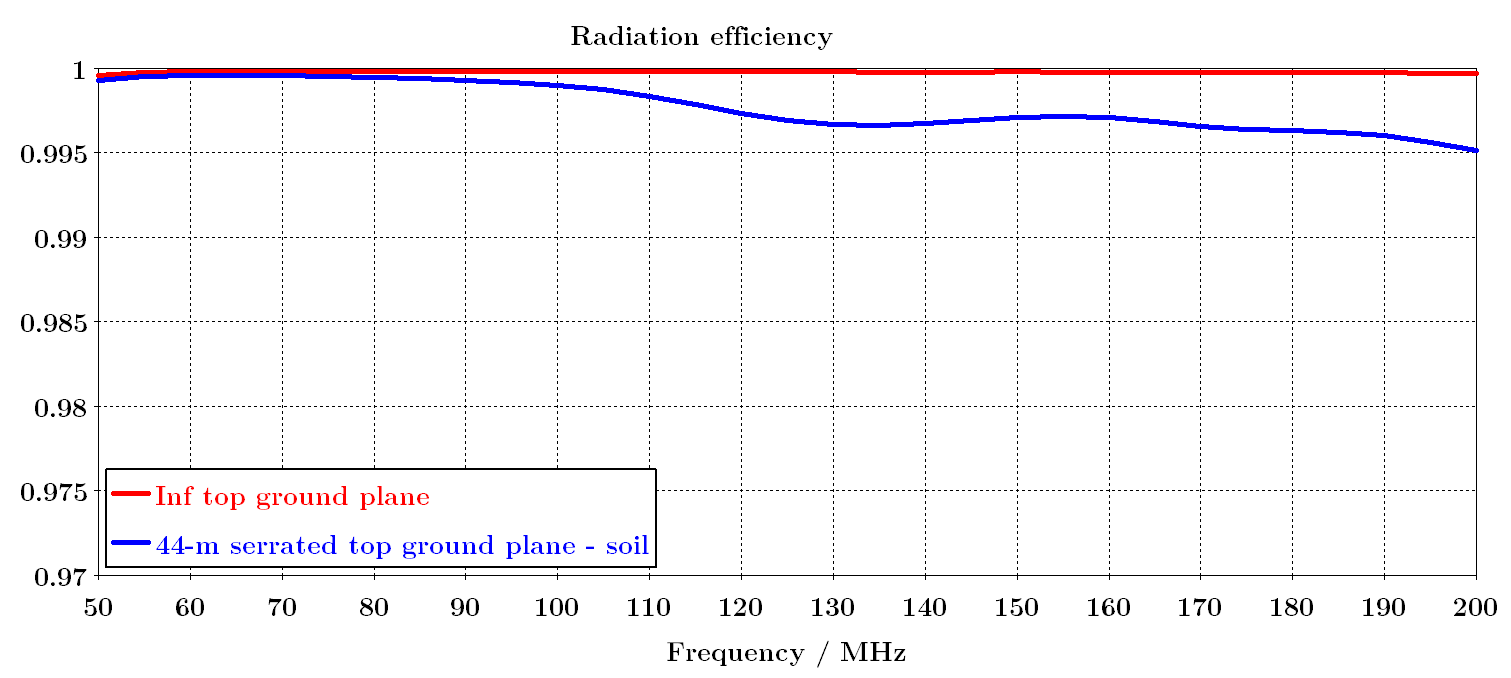 Radiation efficiency
1
0.995
0.99
0.985
0.98
0.975
0.97
Inf top ground plane
44-m serrated top ground plane - soil
50 60 70 80 90 100 110 120 130 140 150 160 170 180 190 200
Frequency / MHz